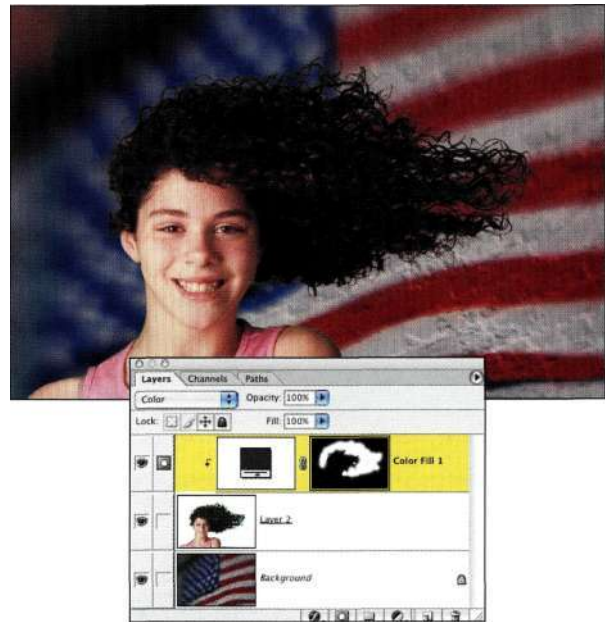 Layers Channels Paths
Color Opacity: 100%
Lock: Fill: 100%
Color Fill 1
Layer 2
Background